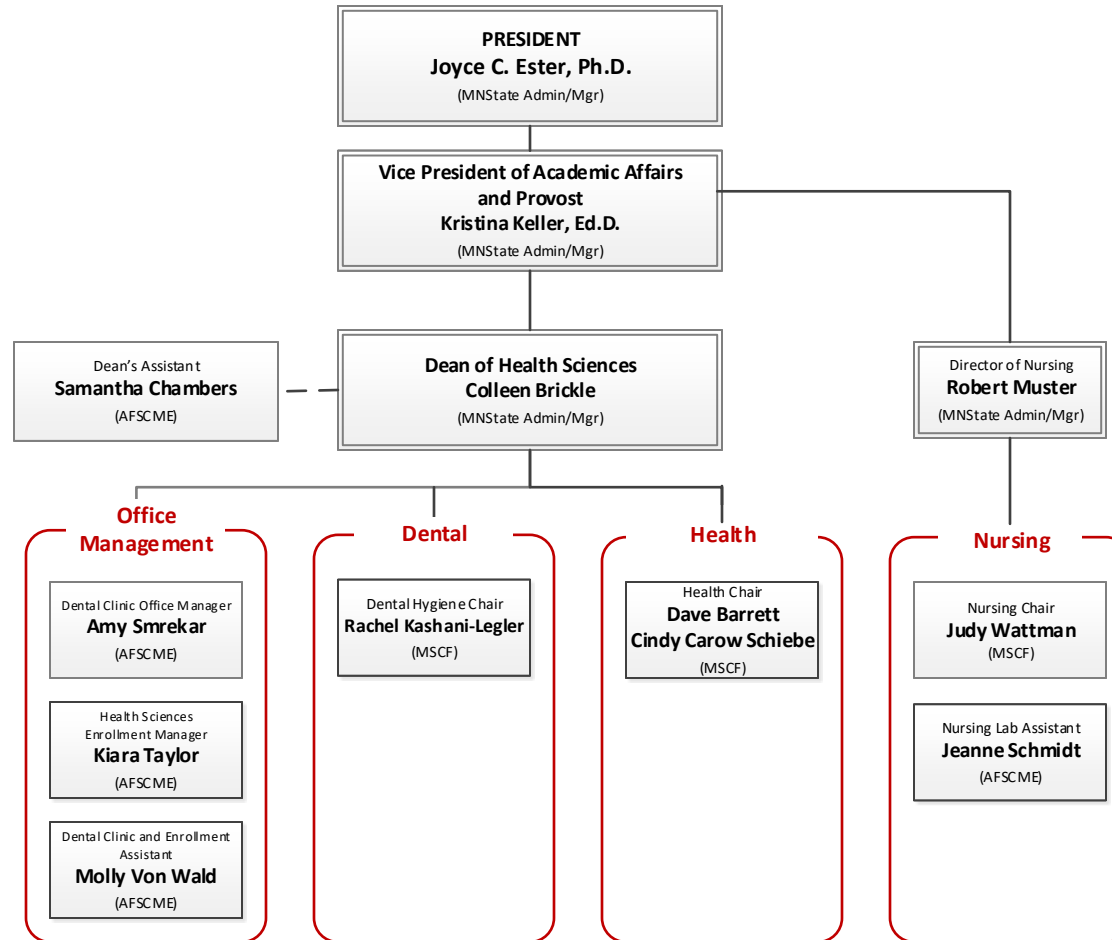 PRESIDENT
Joyce C. Ester, Ph.D.
(MNState Admin/Mgr)
Vice President of Academic Affairs
and Provost
Kristina Keller, Ed.D.
(MNState Admin/Mgr)
Dean's Assistant
Samantha Chambers
(AFSCME)
Dean of Health Sciences
Colleen Brickle
(MNState Admin/Mgr)
Director of Nursing
Robert Muster
(MNState Admin/Mgr)
Office
Management
Dental Clinic Office Manager
Amy Smrekar
(AFSCME)
Health Sciences
Enrollment Manager
Kiara Taylor
(AFSCME)
Dental Clinic and Enrollment
Assistant
Molly Von Wald
(AFSCME)
Dental
Dental Hygiene Chair
Rachel Kashani-Legler
(MSCF)
Health
Health Chair
Dave Barrett
Cindy Carow Schiebe
(MSCF)
Nursing
Nursing Chair
Judy Wattman
(MSCF)
Nursing Lab Assistant
Jeanne Schmidt
(AFSCME)